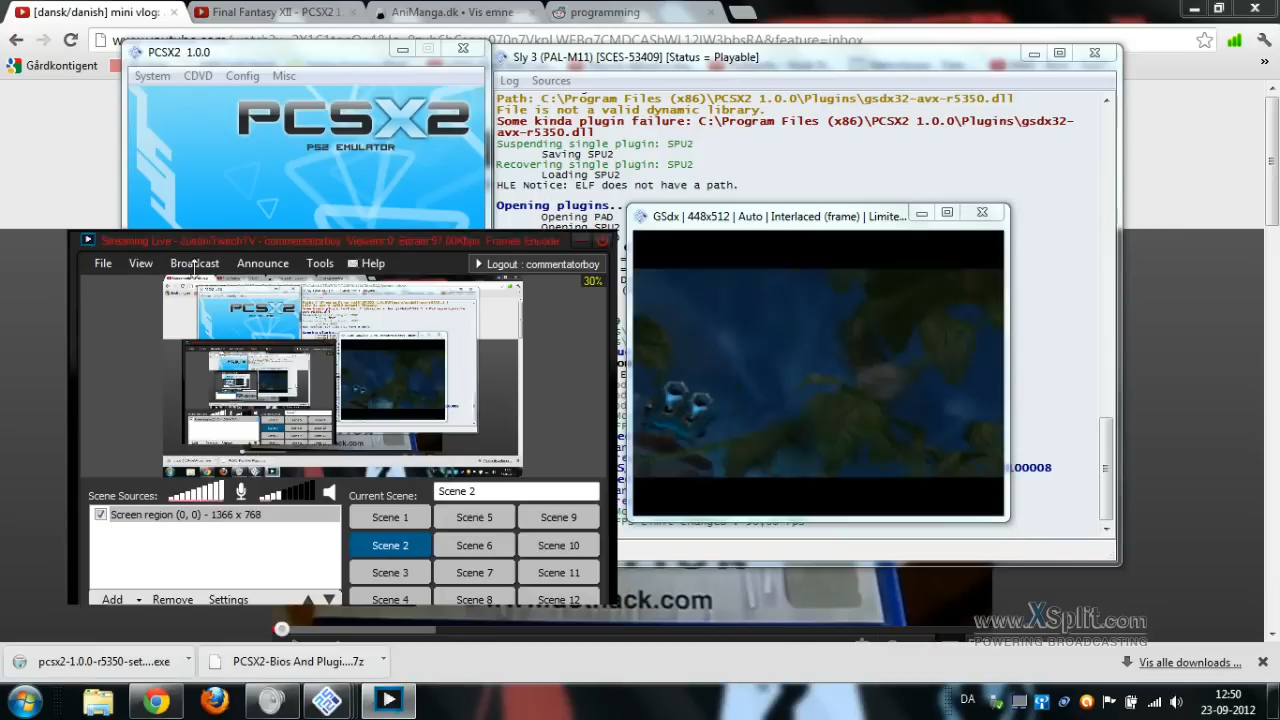 [dansk/danish] mini vlog:
Final Fantasy XII - PCSX2 1.
AniManga.dk • Vis emne
programming
Gårdkontigent
PCSX2 1.0.0
System CDVD Config Misc
PCSX2
PS2 EMULATOR
Sly 3 (PAL-M11) [SCES-53409] [Status = Playable]
Log Sources
Path: C:\Program Files (x86)\PCSX2 1.0.0\Plugins\gsdx32-avx-r5350.dll
File is not a valid dynamic library.
Some kinda plugin failure: C:\Program Files (x86)\PCSX2 1.0.0\Plugins\gsdx32-
avx-r5350.dll
Suspending single plugin: SPU2
Saving SPU2
Recovering single plugin: SPU2
Loading SPU2
HLE Notice: ELF does not have a path.
Opening plugins..
Opening PAD
Opening SPU2
GSdx | 448x512 | Auto | Interlaced (frame) | Limite...
.00008
Streaming Live - JustinTwitchTV - commentatorboy
File View Broadcast Announce Tools Help
Logout : commentatorboy
30%
Scene Sources:
Screen region (0, 0) - 1366 x 768
Add Remove Settings
Current Scene: Scene 2
Scene 1 Scene 5 Scene 9
Scene 2 Scene 6 Scene 10
Scene 3 Scene 7 Scene 11
Scene 4 Scene 8 Scene 12
www.XSplit.com
POWERING BROADCASTING
pcsx2-1.0.0-r5350-set....exe
PCSX2-Bios And Plugi....7z
Vis alle downloads ...
DA
12:50
23-09-2012